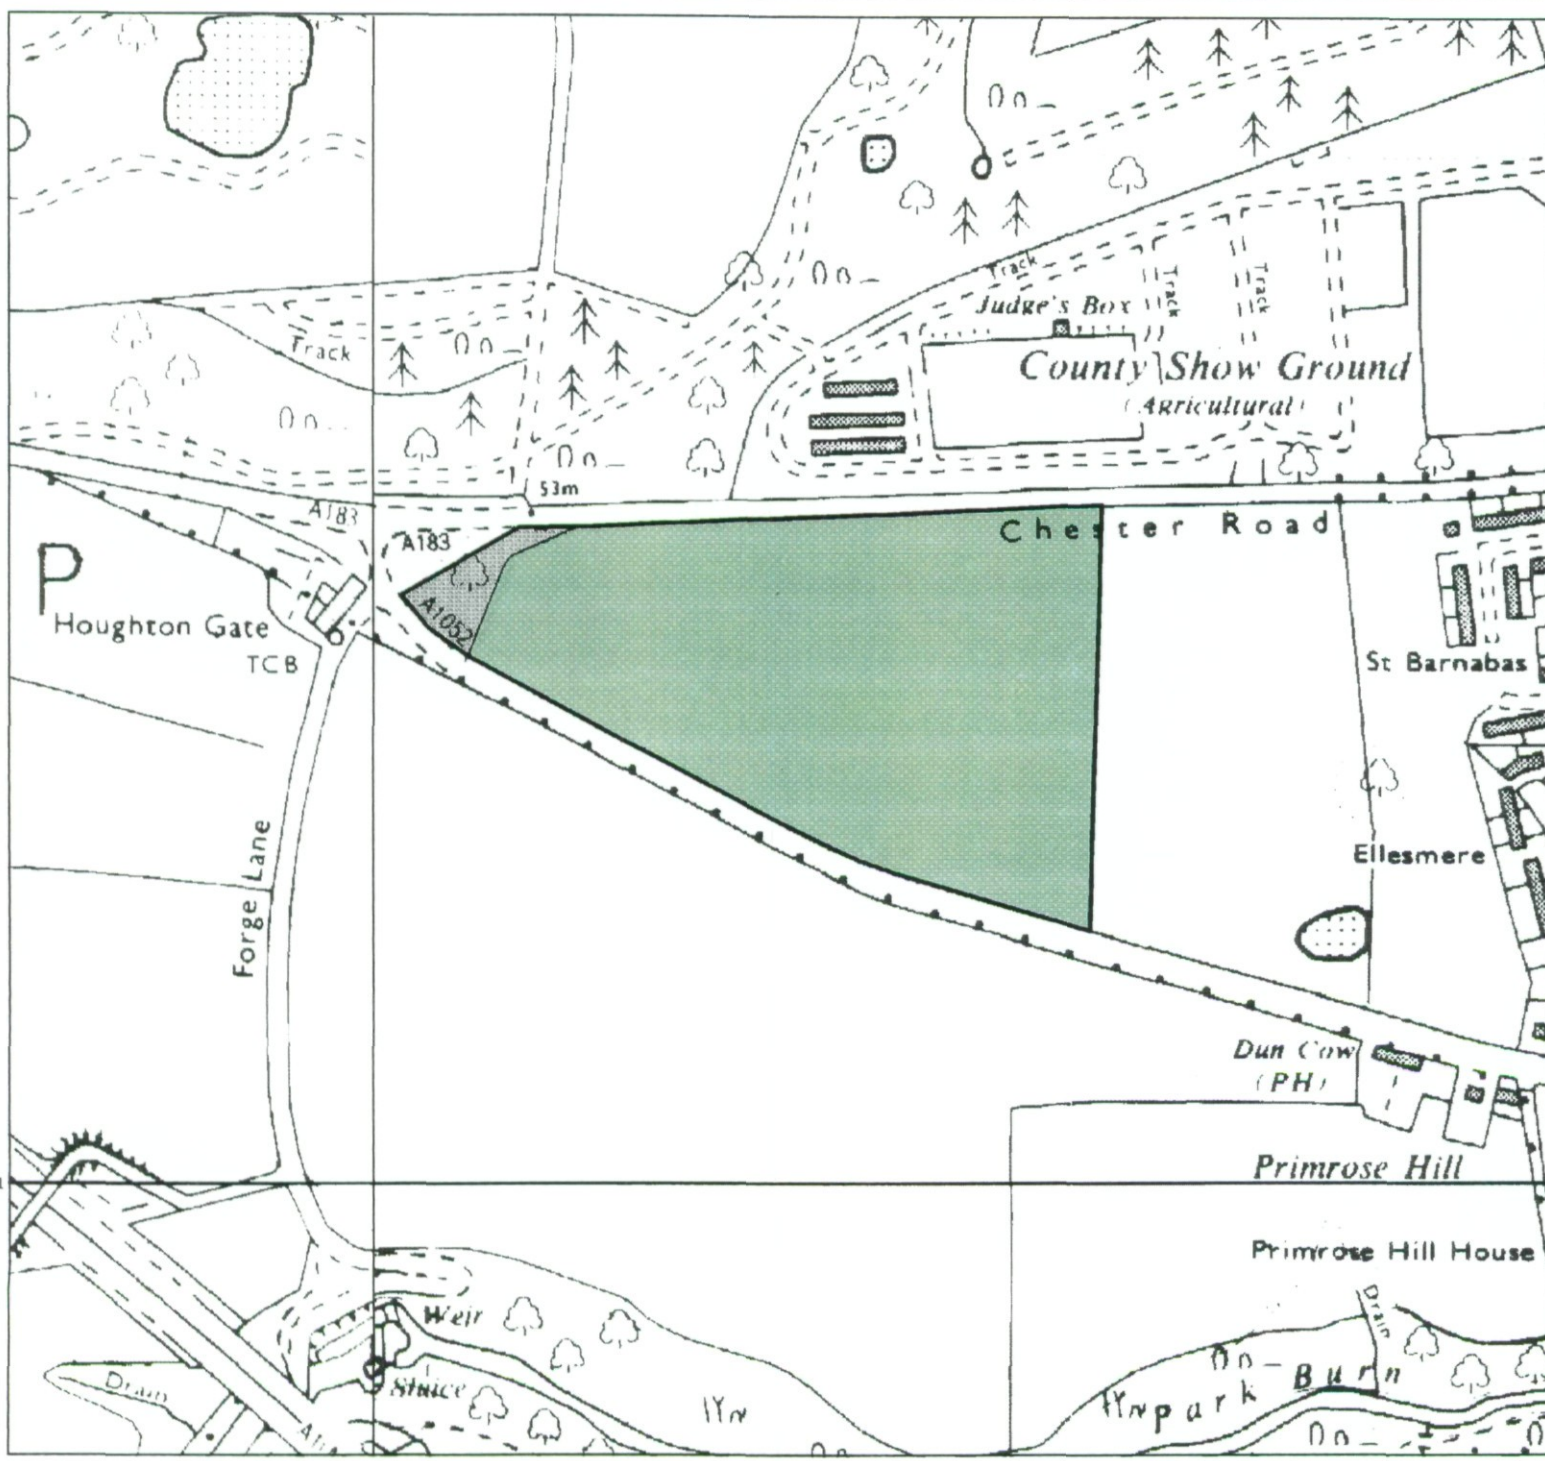 Track
Judge's Box
Track
Track
Track
County Show Ground
(Agricultural)
53m
A183
A183
Chester Road
P
A1052
Houghton Gate
TCB
St Barnabas
Forge Lane
Ellesmere
Dun Cow
(PH)
Primrose Hill
Primrose Hill House
Drain
Weir
Drain
Sluice
Park Burn